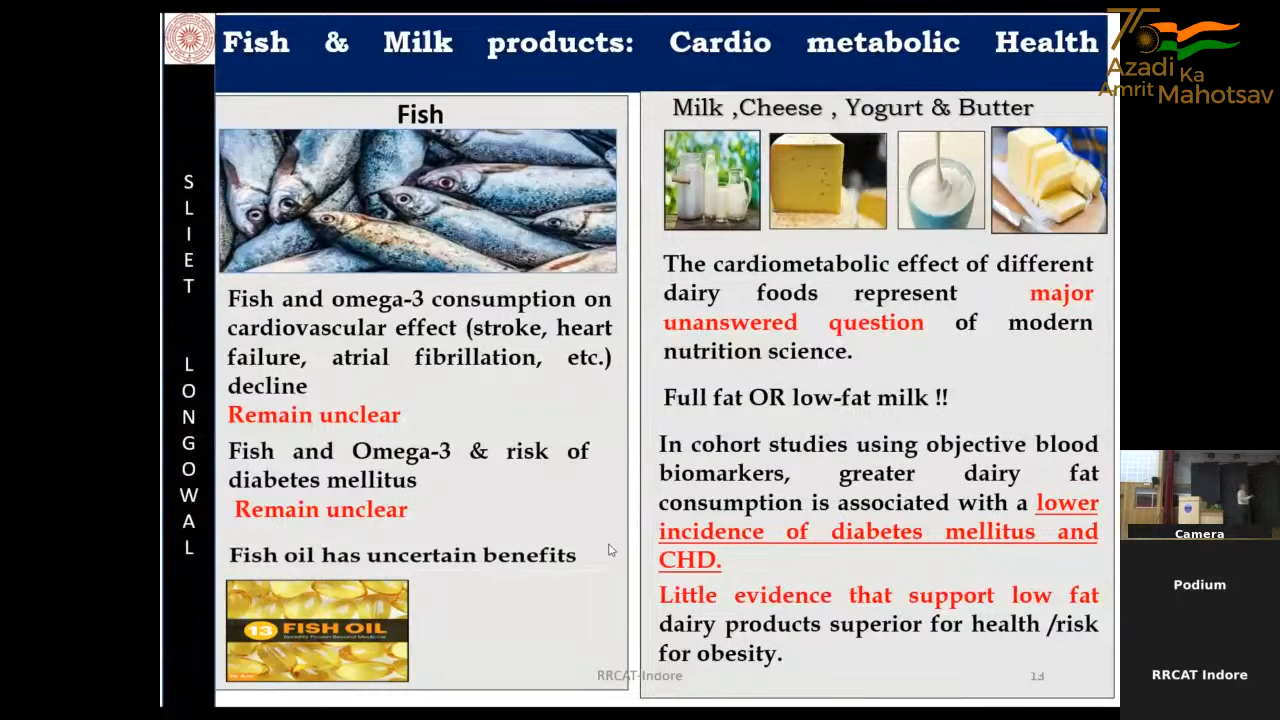 Fish & Milk products: Cardio metabolic Health
75
Azadi
Ka
Amrit
Mahotsav
SLIET
LONGOWAL
Fish
Fish and omega-3 consumption on
cardiovascular effect (stroke, heart
failure, atrial fibrillation, etc.)
decline
Remain unclear
Fish and Omega-3 & risk of
diabetes mellitus
Remain unclear
Fish oil has uncertain benefits
13 FISH OIL
Milk ,Cheese , Yogurt & Butter
The cardiometabolic effect of different
dairy foods represent major
unanswered question of modern
nutrition science.
Full fat OR low-fat milk !!
In cohort studies using objective blood
biomarkers, greater dairy fat
consumption is associated with a lower
incidence of diabetes mellitus and
CHD.
Little evidence that support low fat
dairy products superior for health /risk
for obesity.
RRCAT-Indore
13
Camera
Podium
RRCAT Indore